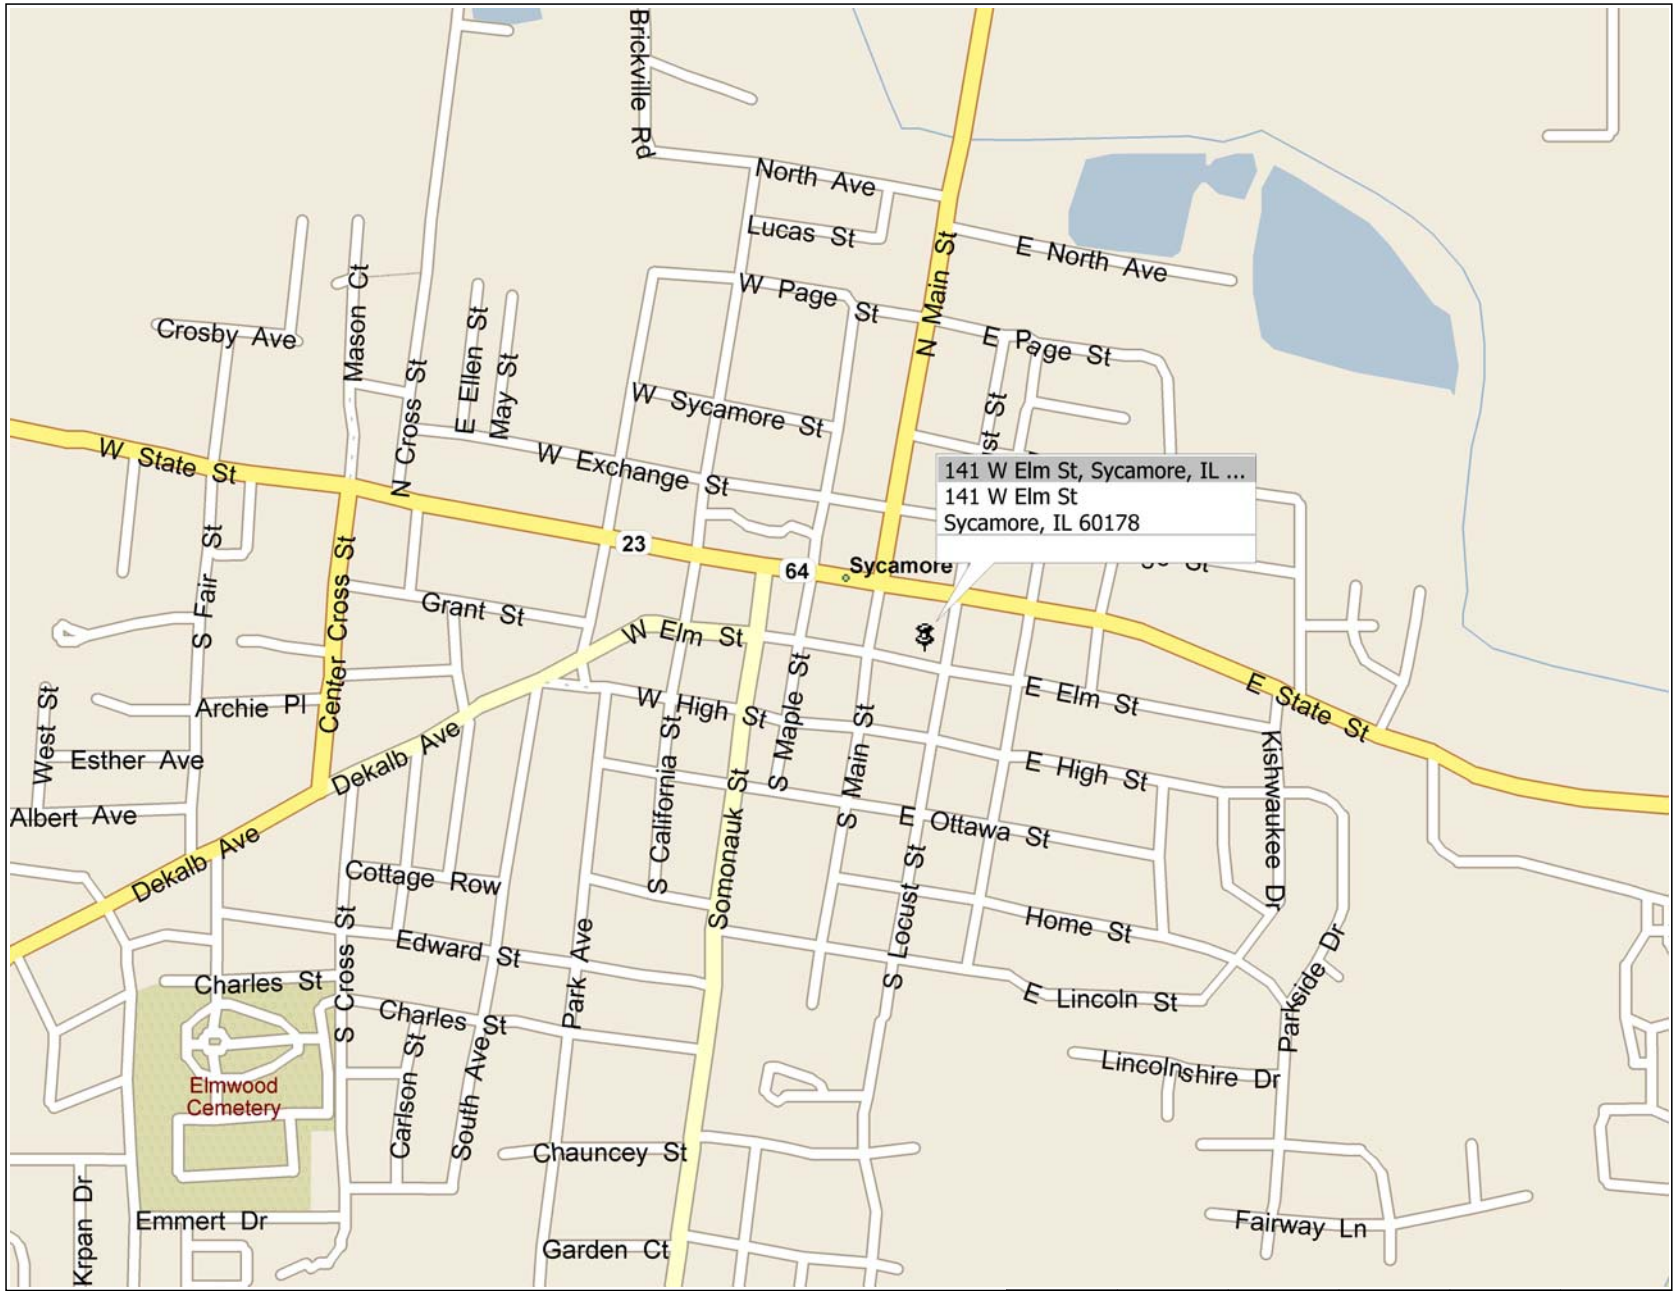 Brickville Rd
North Ave
Lucas St
E North Ave
W Page St
N Main St
E Page St
Mason Ct
Crosby Ave
E Ellen St
May St
N Cross St
W Sycamore St
W State St
W Exchange St
141 W Elm St, Sycamore, IL ...
141 W Elm St
Sycamore, IL 60178
23
64
Sycamore
S Fair St
Center Cross St
Grant St
W Elm St
S Maple St
W High St
E Elm St
E State St
West St
Archie Pl
Esther Ave
Dekalb Ave
S California St
S Main St
E High St
Kishwaukee Dr
Albert Ave
Dekalb Ave
Somonauk St
E Ottawa St
Cottage Row
S Locust St
Home St
Edward St
Park Ave
S Cross St
Charles St
Charles St
E Lincoln St
Parkside Dr
Carlson St
South Ave
Lincolnshire Dr
Elmwood
Cemetery
Chauncey St
Krpan Dr
Emmert Dr
Garden Ct
Fairway Ln